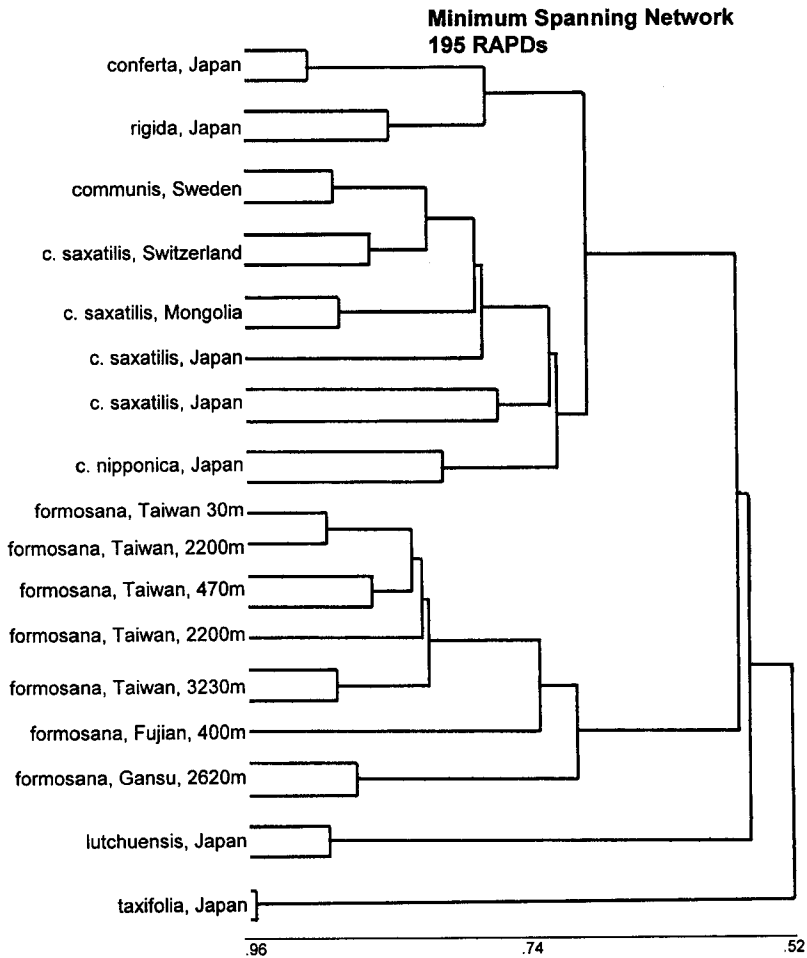 Minimum Spanning Network
195 RAPDs
conferta, Japan
rigida, Japan
communis, Sweden
c. saxatilis, Switzerland
c. saxatilis, Mongolia
c. saxatilis, Japan
c. saxatilis, Japan
c. nipponica, Japan
formosana, Taiwan 30m
formosana, Taiwan, 2200m
formosana, Taiwan, 470m
formosana, Taiwan, 2200m
formosana, Taiwan, 3230m
formosana, Fujian, 400m
formosana, Gansu, 2620m
lutchuensis, Japan
taxifolia, Japan
.96 .74 .52